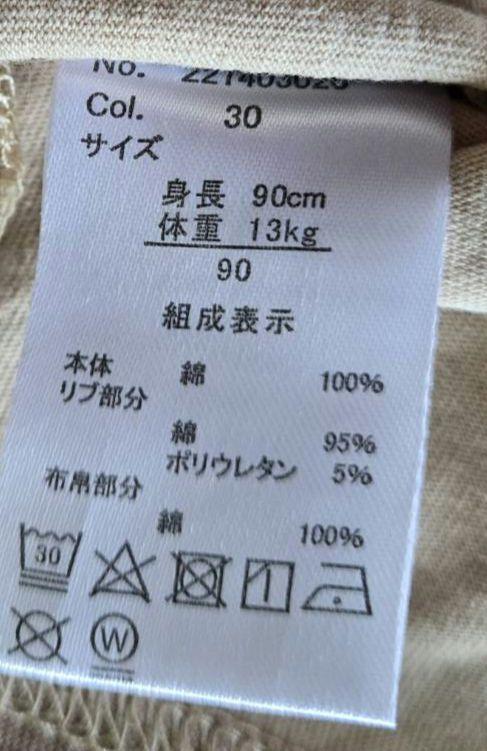 Col. 30
サイズ
身長 90cm
体重 13kg
90
組成表示
本体 綿 100%
リブ部分
綿 95%
ポリウレタン 5%
布帛部分
綿 100%
30
W